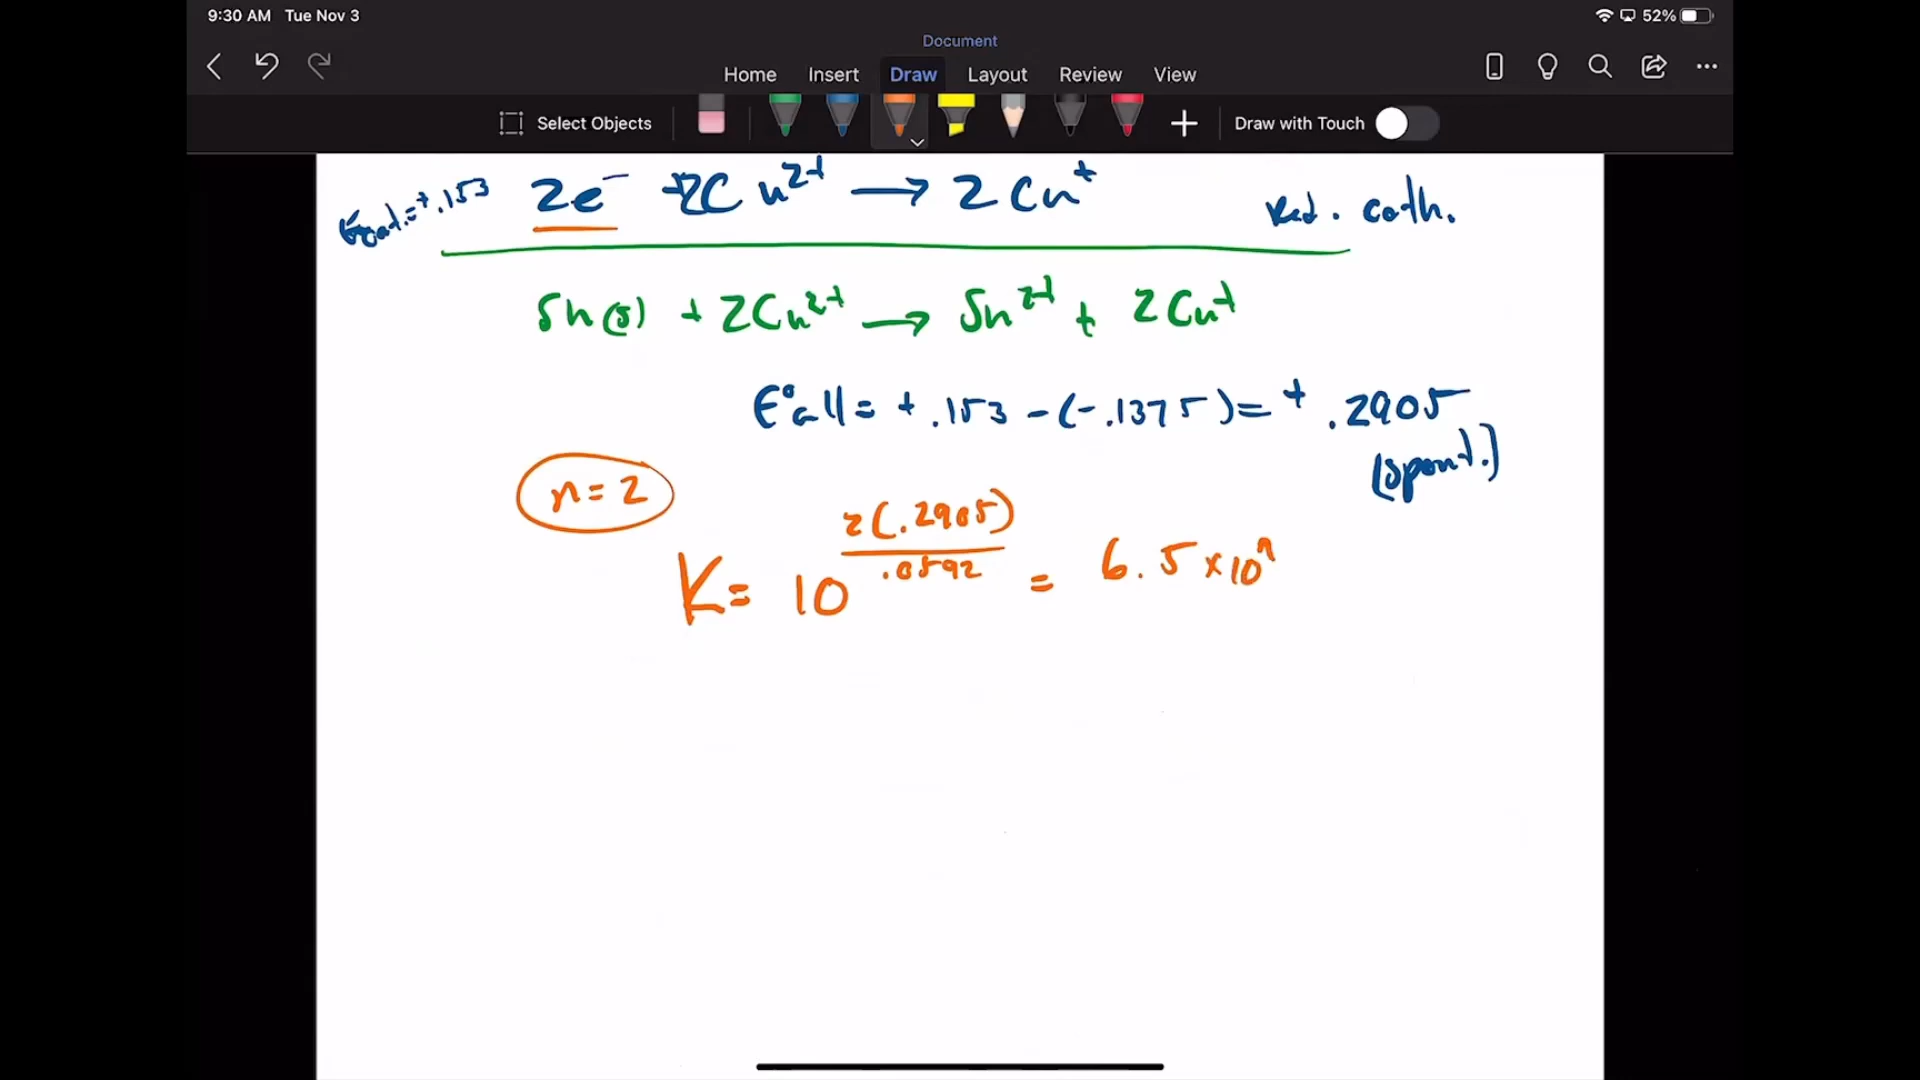 9:30 AM Tue Nov 3 52%
Document
Home Insert Draw Layout Review View
Select Objects Draw with Touch
E°cat.=+.153 2e⁻ +2Cu²⁺ → 2Cu⁺ Red. cath.
Sn(s) + 2Cu²⁺ → Sn²⁺ + 2Cu⁺
E°cell = +.153 -(-.1375) = +.2905
(spont.)
n=2
K= 10^(2(.2905)/.0592) = 6.5×10⁹